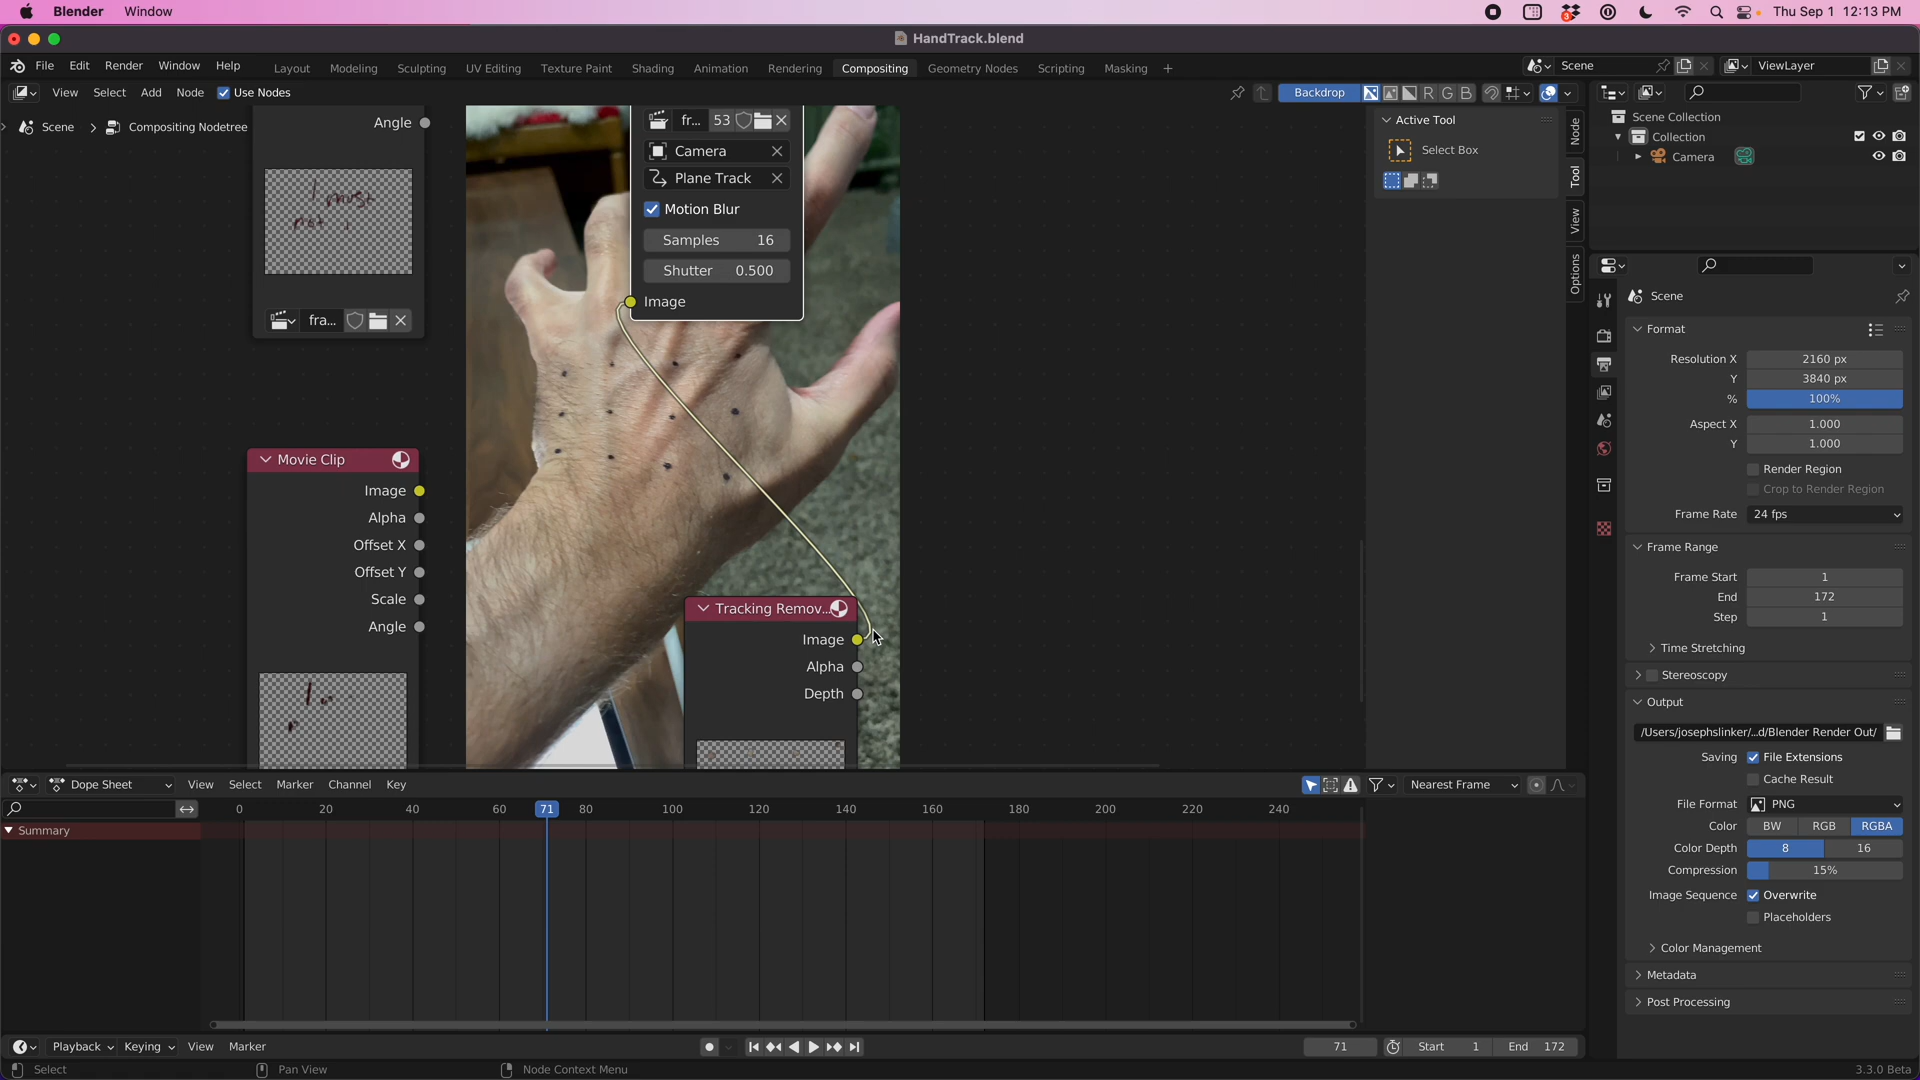 Blender Window Thu Sep 1 12:13 PM
3
HandTrack.blend
File Edit Render Window Help Layout Modeling Sculpting UV Editing Texture Paint Shading Animation Rendering Compositing Geometry Nodes Scripting Masking + Scene ViewLayer
View Select Add Node Use Nodes Backdrop R G B
Scene > Compositing Nodetree
Angle
I must
not I
fra...
fr... 53
Camera
Plane Track
Motion Blur
Samples 16
Shutter 0.500
Image
Movie Clip
Image
Alpha
Offset X
Offset Y
Scale
Angle
Tracking Remov...
Image
Alpha
Depth
Active Tool
Select Box
Node
Tool
View
Options
Scene Collection
Collection
Camera
Scene
Format
Resolution X 2160 px
Y 3840 px
% 100%
Aspect X 1.000
Y 1.000
Render Region
Crop to Render Region
Frame Rate 24 fps
Frame Range
Frame Start 1
End 172
Step 1
Time Stretching
Stereoscopy
Output
/Users/josephslinker/...d/Blender Render Out/
Saving File Extensions
Cache Result
File Format PNG
Color BW RGB RGBA
Color Depth 8 16
Compression 15%
Image Sequence Overwrite
Placeholders
Color Management
Metadata
Post Processing
Dope Sheet View Select Marker Channel Key Nearest Frame
0 20 40 60 71 80 100 120 140 160 180 200 220 240
Summary
Playback Keying View Marker 71 Start 1 End 172
Select Pan View Node Context Menu 3.3.0 Beta